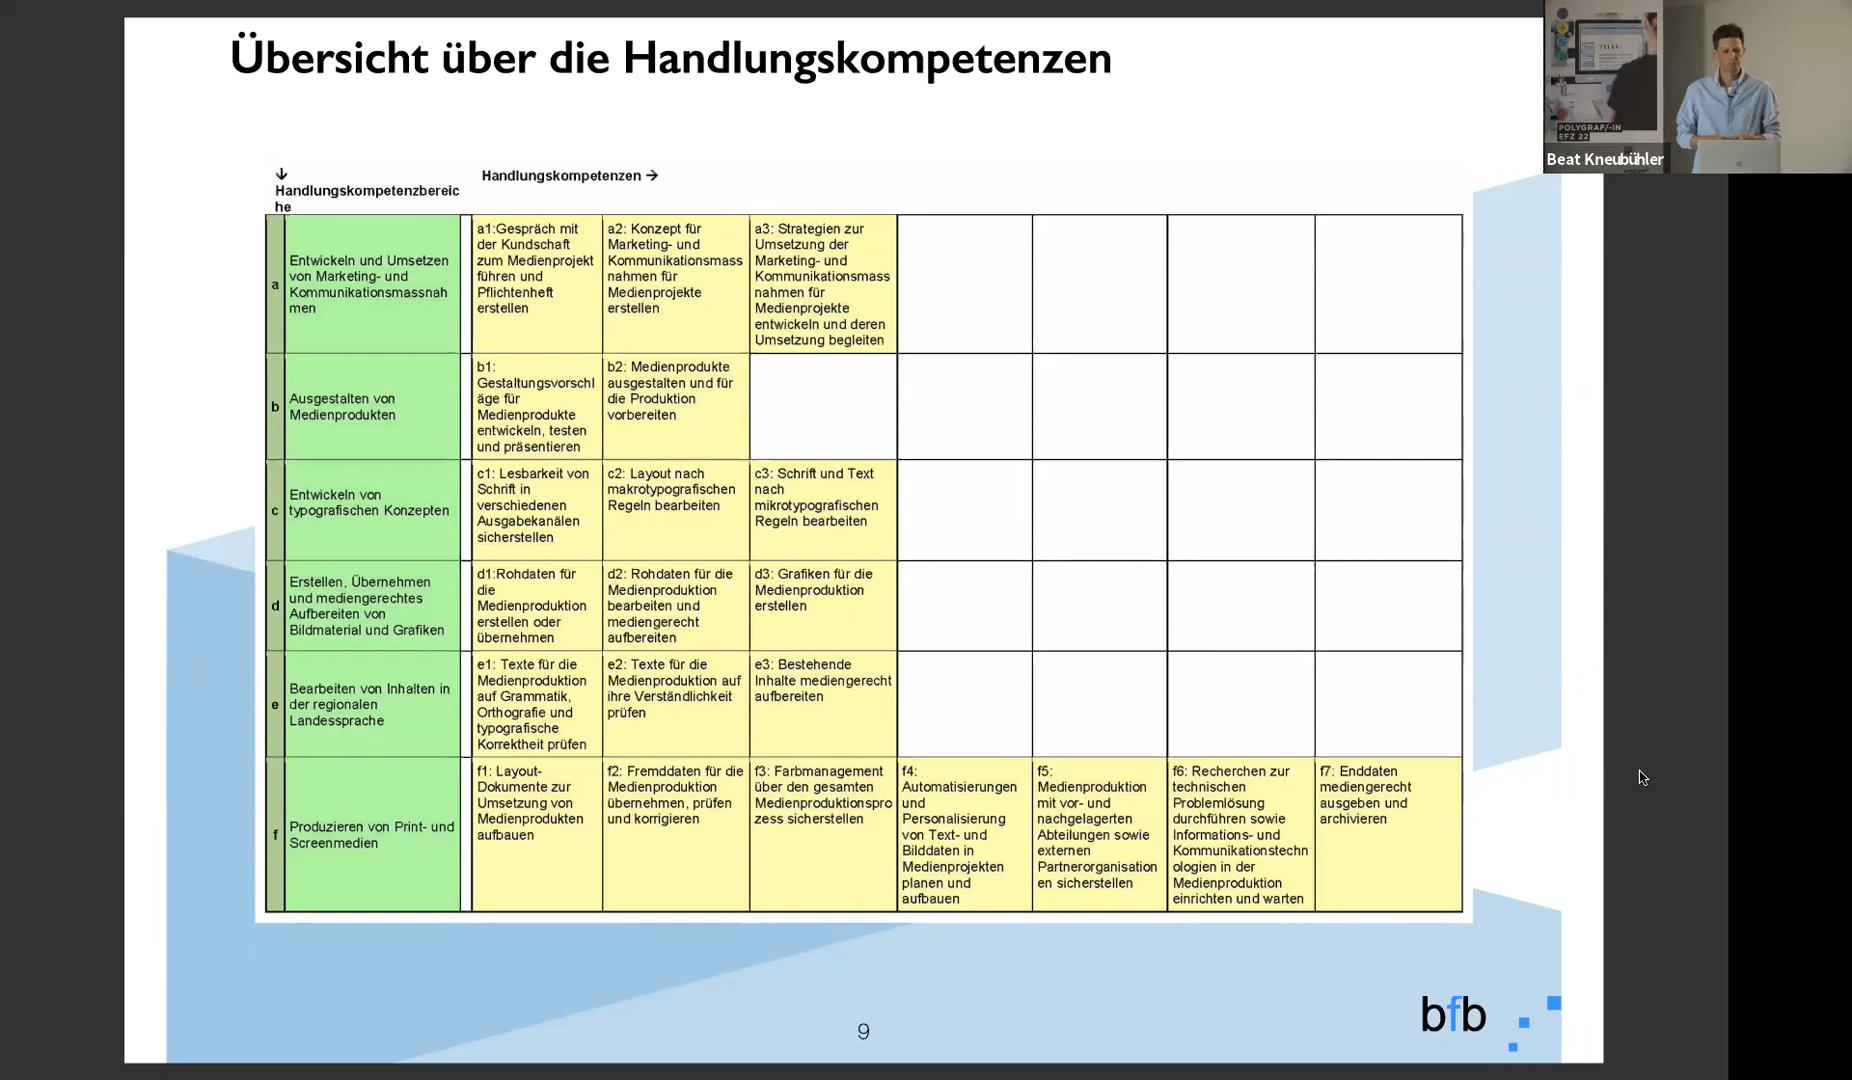 Übersicht über die Handlungskompetenzen
TELE
POLYGRAF/-IN
EFZ 22
Beat Kneubühler
↓
Handlungskompetenzbereic
he
Handlungskompetenzen →
a
Entwickeln und Umsetzen
von Marketing- und
Kommunikationsmassnah
men
a1:Gespräch mit
der Kundschaft
zum Medienprojekt
führen und
Pflichtenheft
erstellen
a2: Konzept für
Marketing- und
Kommunikationsmass
nahmen für
Medienprojekte
erstellen
a3: Strategien zur
Umsetzung der
Marketing- und
Kommunikationsmass
nahmen für
Medienprojekte
entwickeln und deren
Umsetzung begleiten
b
Ausgestalten von
Medienprodukten
b1:
Gestaltungsvorschl
äge für
Medienprodukte
entwickeln, testen
und präsentieren
b2: Medienprodukte
ausgestalten und für
die Produktion
vorbereiten
c
Entwickeln von
typografischen Konzepten
c1: Lesbarkeit von
Schrift in
verschiedenen
Ausgabekanälen
sicherstellen
c2: Layout nach
makrotypografischen
Regeln bearbeiten
c3: Schrift und Text
nach
mikrotypografischen
Regeln bearbeiten
d
Erstellen, Übernehmen
und mediengerechtes
Aufbereiten von
Bildmaterial und Grafiken
d1:Rohdaten für
die
Medienproduktion
erstellen oder
übernehmen
d2: Rohdaten für die
Medienproduktion
bearbeiten und
mediengerecht
aufbereiten
d3: Grafiken für die
Medienproduktion
erstellen
e
Bearbeiten von Inhalten in
der regionalen
Landessprache
e1: Texte für die
Medienproduktion
auf Grammatik,
Orthografie und
typografische
Korrektheit prüfen
e2: Texte für die
Medienproduktion auf
ihre Verständlichkeit
prüfen
e3: Bestehende
Inhalte mediengerecht
aufbereiten
f
Produzieren von Print- und
Screenmedien
f1: Layout-
Dokumente zur
Umsetzung von
Medienprodukten
aufbauen
f2: Fremddaten für die
Medienproduktion
übernehmen, prüfen
und korrigieren
f3: Farbmanagement
über den gesamten
Medienproduktionspro
zess sicherstellen
f4:
Automatisierungen
und
Personalisierung
von Text- und
Bilddaten in
Medienprojekten
planen und
aufbauen
f5:
Medienproduktion
mit vor- und
nachgelagerten
Abteilungen sowie
externen
Partnerorganisation
en sicherstellen
f6: Recherchen zur
technischen
Problemlösung
durchführen sowie
Informations- und
Kommunikationstechn
ologien in der
Medienproduktion
einrichten und warten
f7: Enddaten
mediengerecht
ausgeben und
archivieren
9
bfb